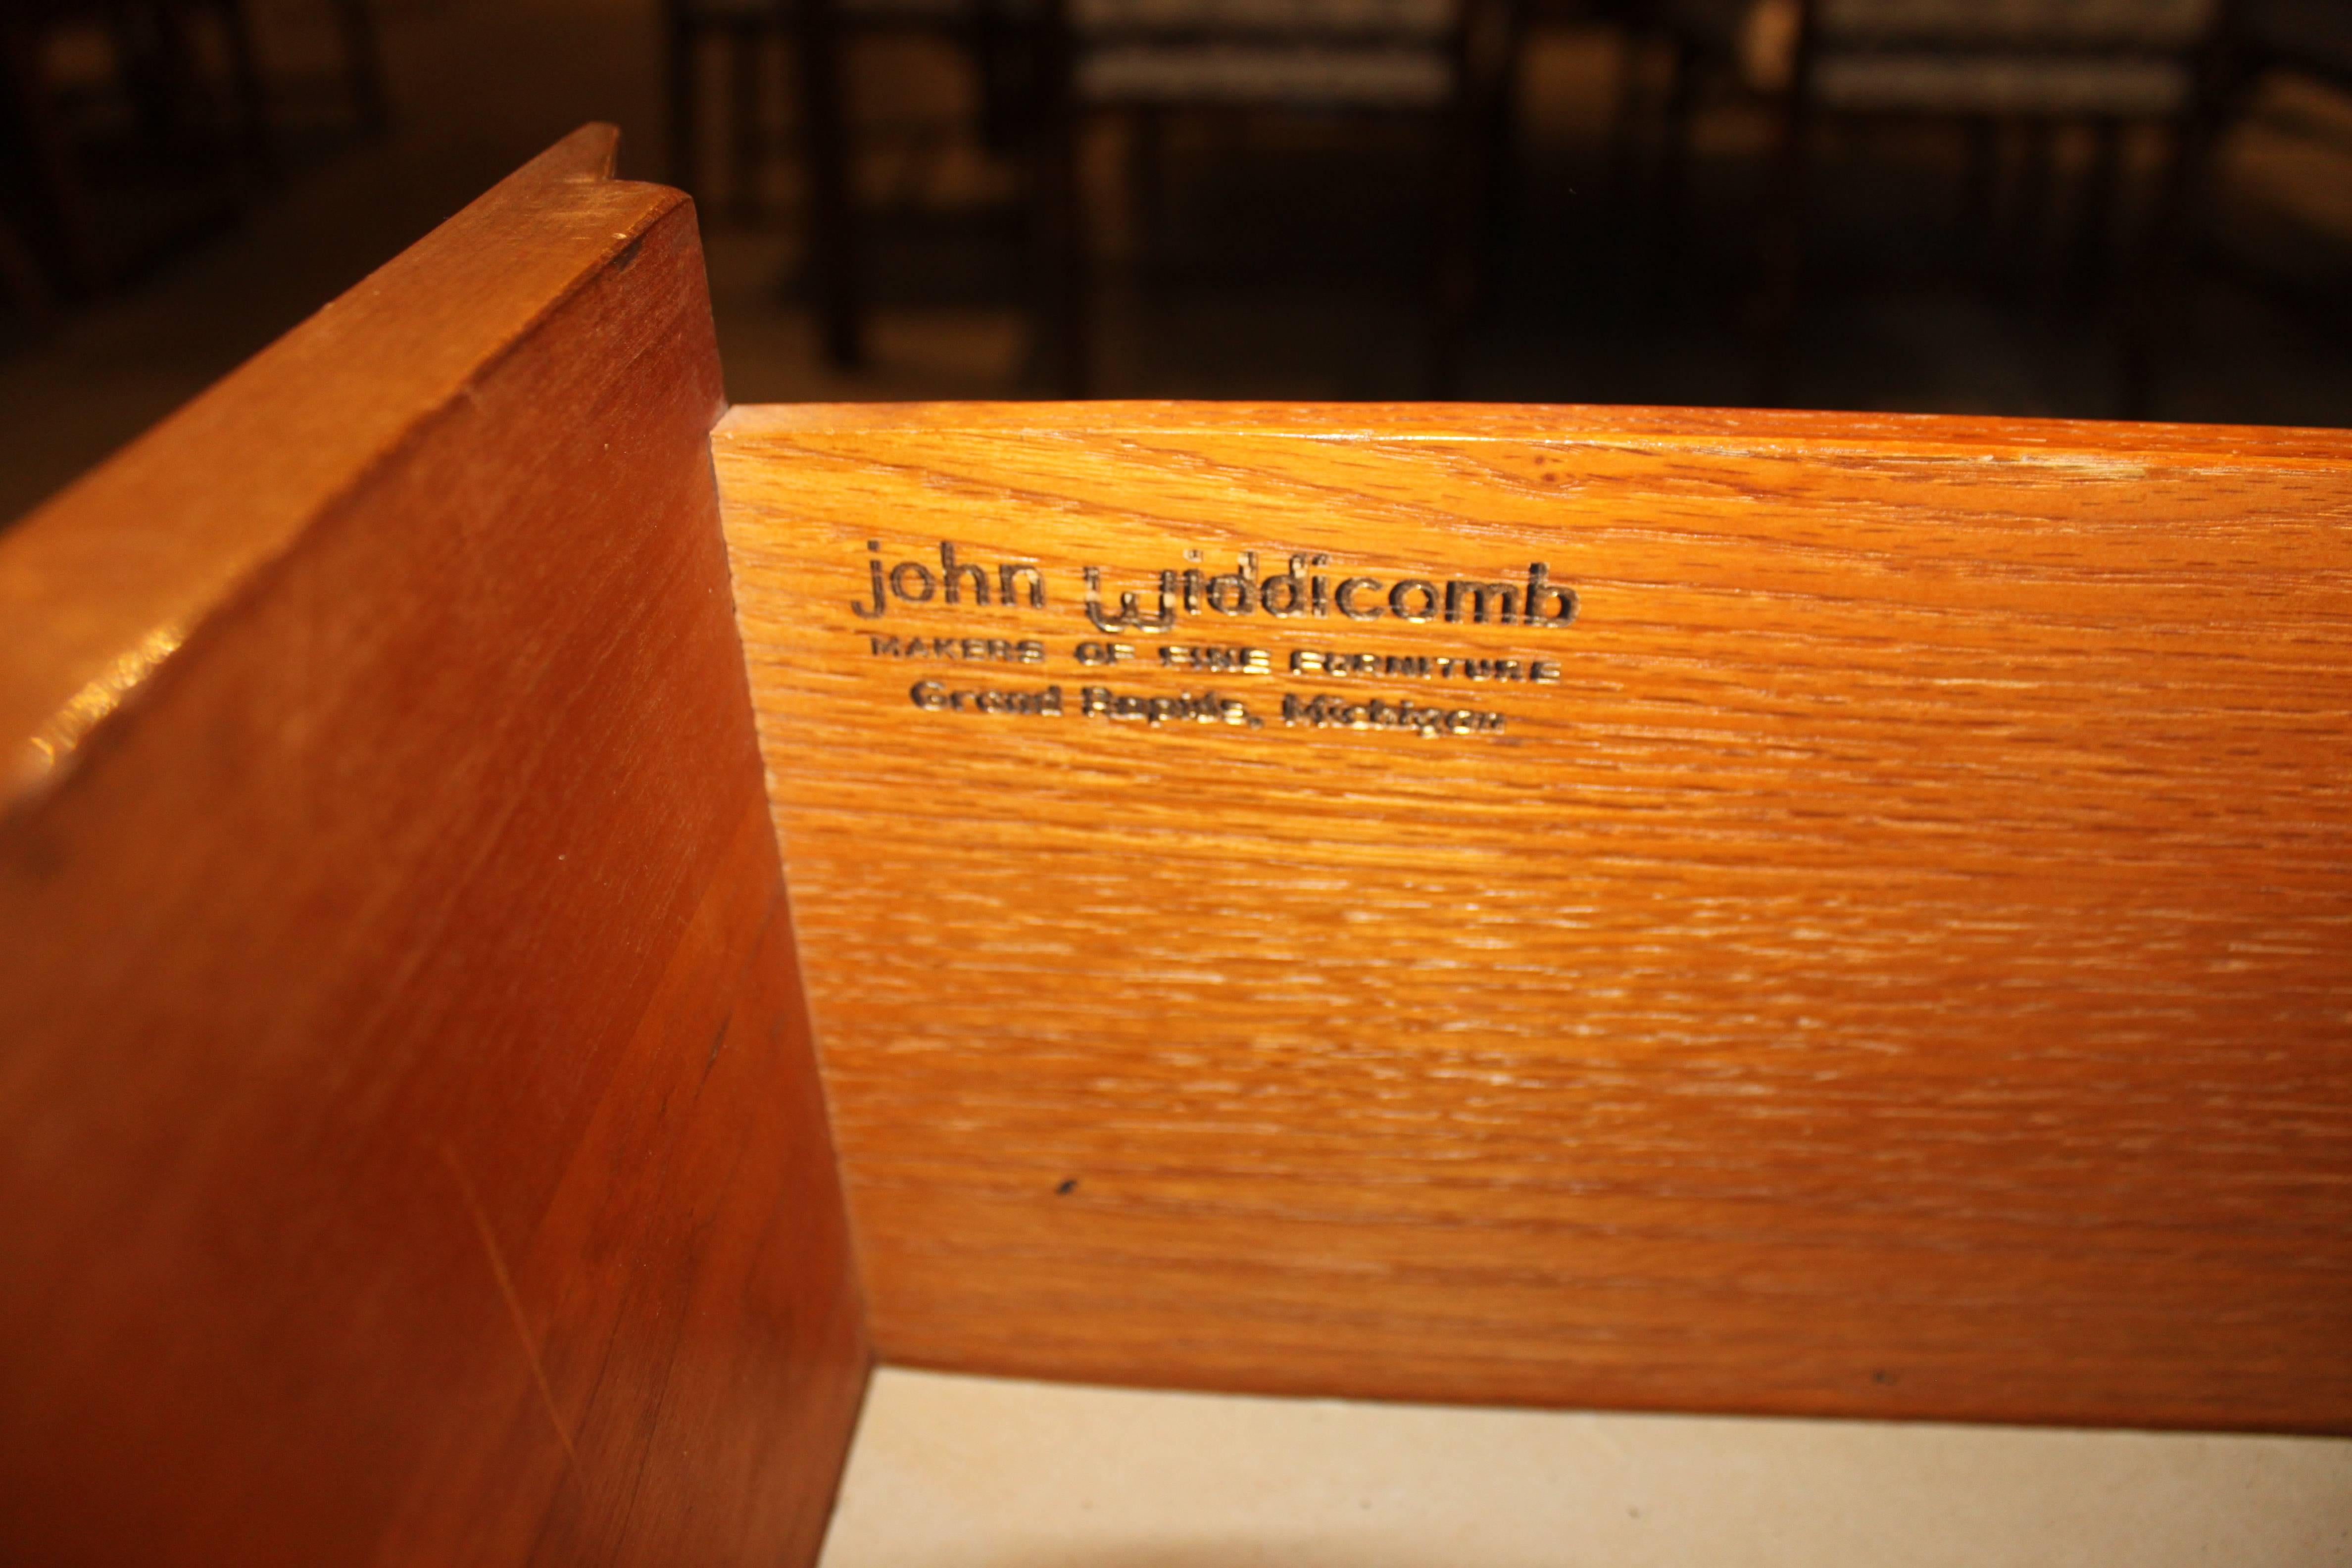 john widdicomb
MAKERS OF FINE FURNITURE
Grand Rapids, Michigan